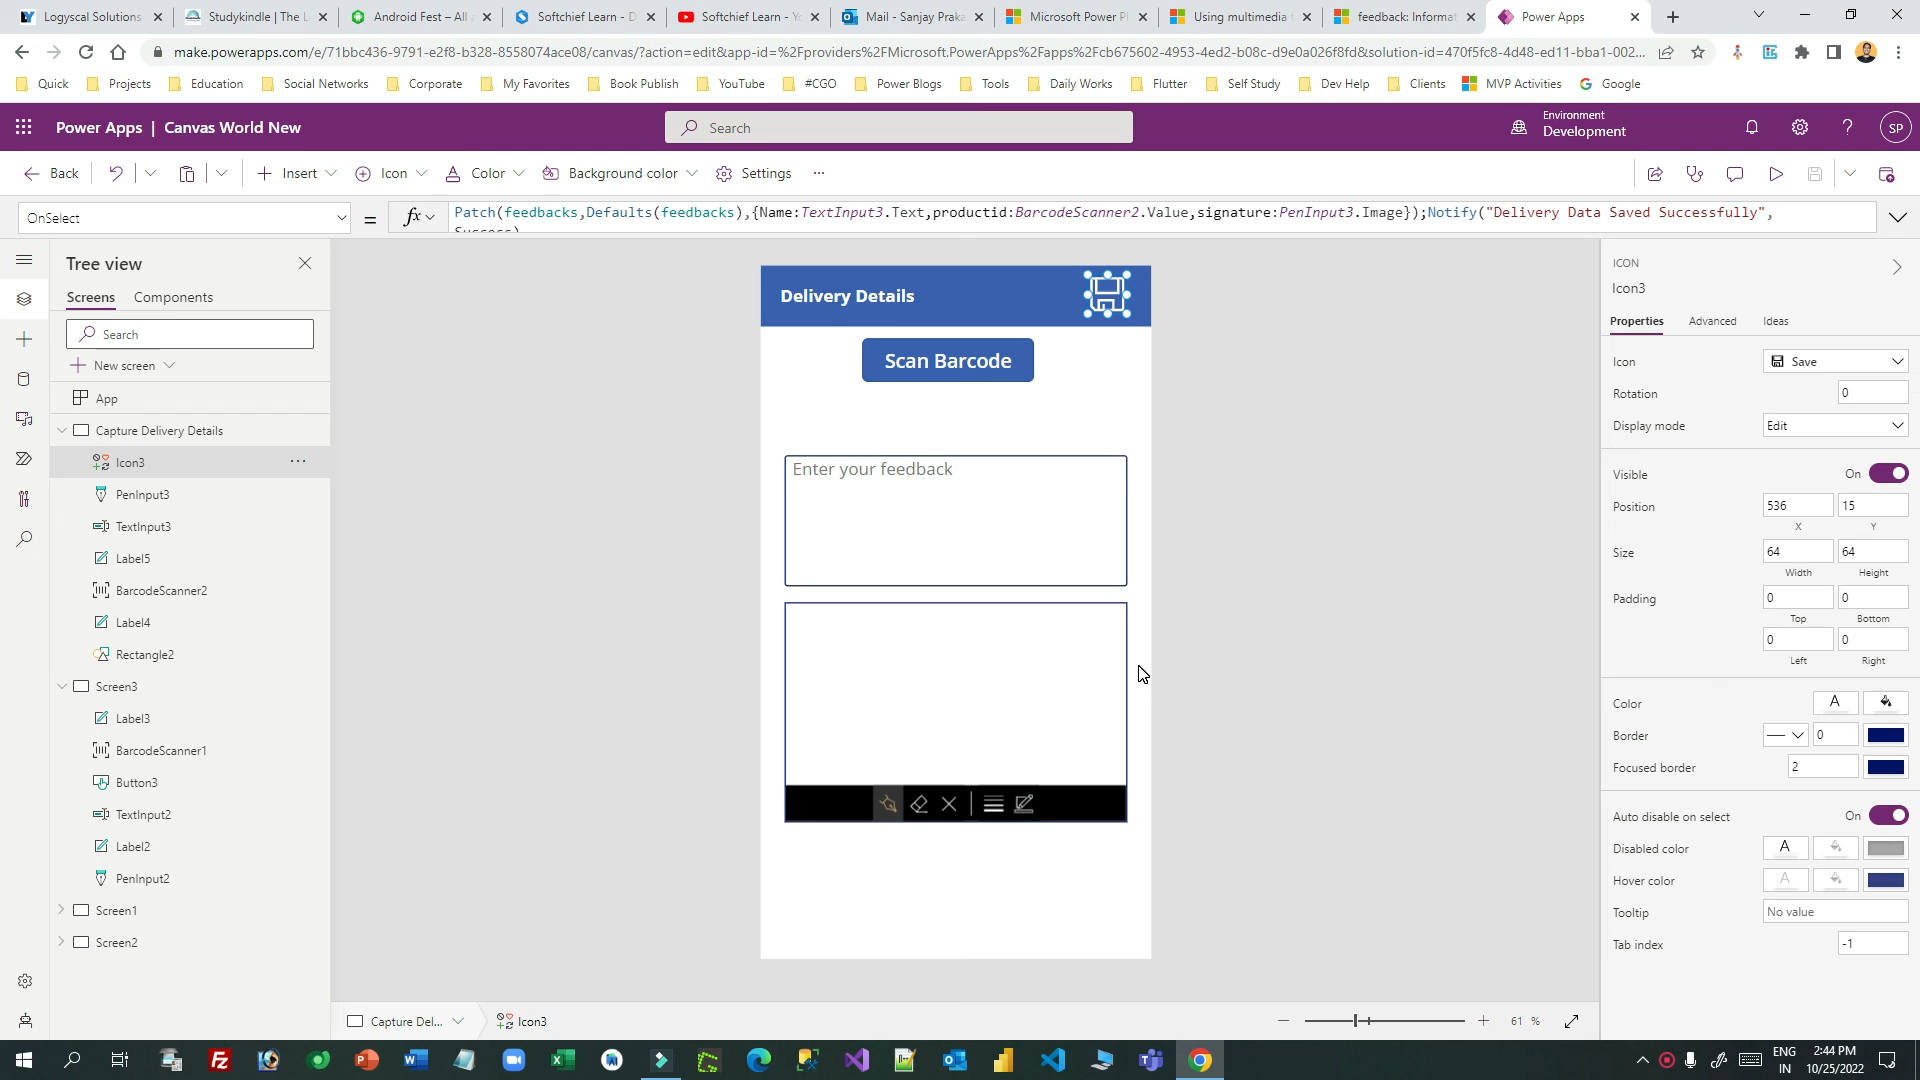 Logyscal Solutions
Studykindle | The L
Android Fest – All
Softchief Learn - D
Softchief Learn - Yo
Mail - Sanjay Praka
Microsoft Power Pl
Using multimedia f
feedback: Informat
Power Apps
make.powerapps.com/e/71bbc436-9791-e2f8-b328-8558074ace08/canvas/?action=edit&app-id=%2Fproviders%2FMicrosoft.PowerApps%2Fapps%2Fcb675602-4953-4ed2-b08c-d9e0a026f8fd&solution-id=470f5fc8-4d48-ed11-bba1-002...
Quick
Projects
Education
Social Networks
Corporate
My Favorites
Book Publish
YouTube
#CGO
Power Blogs
Tools
Daily Works
Flutter
Self Study
Dev Help
Clients
MVP Activities
Google
Power Apps | Canvas World New
Search
Environment
Development
SP
Back
Insert
Icon
Color
Background color
Settings
OnSelect
= fx
Patch(feedbacks,Defaults(feedbacks),{Name:TextInput3.Text,productid:BarcodeScanner2.Value,signature:PenInput3.Image});Notify("Delivery Data Saved Successfully",
Success)
Tree view
Screens Components
Search
New screen
App
Capture Delivery Details
Icon3
PenInput3
TextInput3
Label5
BarcodeScanner2
Label4
Rectangle2
Screen3
Label3
BarcodeScanner1
Button3
TextInput2
Label2
PenInput2
Screen1
Screen2
Delivery Details
Scan Barcode
Enter your feedback
Capture Del...
Icon3
61 %
ICON
Icon3
Properties Advanced Ideas
Icon Save
Rotation 0
Display mode Edit
Visible On
Position 536 15
X Y
Size 64 64
Width Height
Padding 0 0
Top Bottom
0 0
Left Right
Color A
Border 0
Focused border 2
Auto disable on select On
Disabled color A
Hover color A
Tooltip No value
Tab index -1
ENG
IN
2:44 PM
10/25/2022